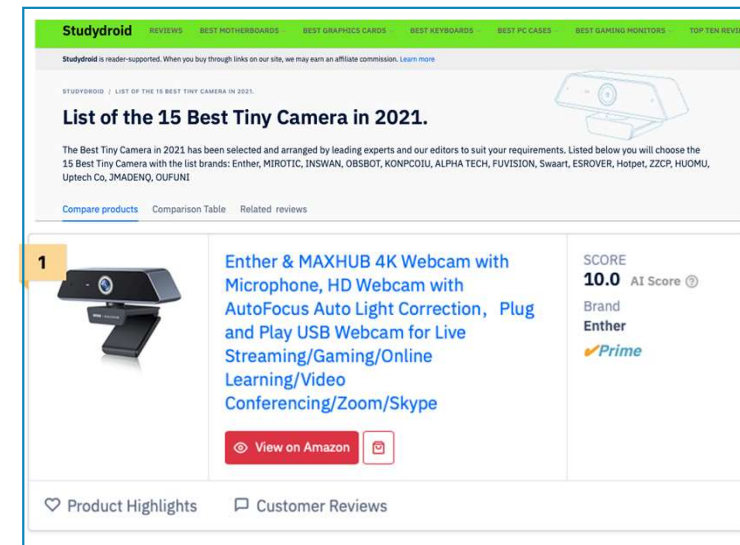 Studydroid REVIEWS BEST MOTHERBOARDS BEST GRAPHICS CARDS BEST KEYBOARDS BEST PC CASES BEST GAMING MONITORS TOP TEN
Studydroid is reader-supported. When you buy through links on our site, we may earn an affiliate commission. Learn more
STUDYDROID / LIST OF THE 15 BEST TINY CAMERA IN 2021.
List of the 15 Best Tiny Camera in 2021.
The Best Tiny Camera in 2021 has been selected and arranged by leading experts and our editors to suit your requirements. Listed below you will choose the
15 Best Tiny Camera with the list brands: Enther, MIROTIC, INSWAN, OBSBOT, KONPCOIU, ALPHA TECH, FUVISION, Swaart, ESROVER, Hotpet, ZZCP, HUOMU,
Uptech Co, JMADENQ, OUFUNI
Compare products Comparison Table Related reviews
1
Enther & MAXHUB 4K Webcam with
Microphone, HD Webcam with
AutoFocus Auto Light Correction，Plug
and Play USB Webcam for Live
Streaming/Gaming/Online
Learning/Video
Conferencing/Zoom/Skype
View on Amazon
SCORE
10.0 AI Score
Brand
Enther
Prime
Product Highlights Customer Reviews